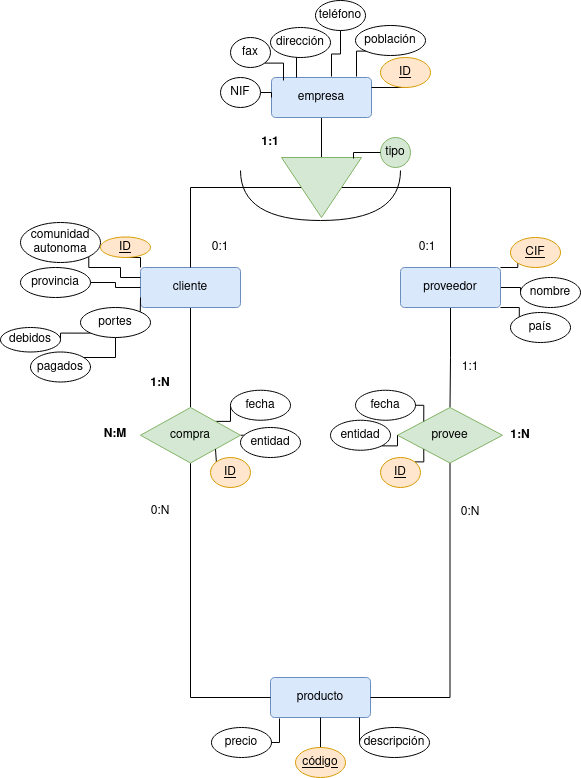 teléfono
dirección
población
fax
ID
NIF
empresa
1:1
tipo
0:1
0:1
comunidad
autonoma
ID
CIF
provincia
cliente
proveedor
nombre
portes
país
debidos
pagados
1:1
1:N
fecha
fecha
N:M
compra
entidad
entidad
provee
1:N
ID
ID
0:N
0:N
producto
precio
descripción
código